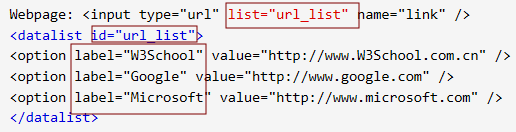 Webpage: <input type="url" list="url_list" name="link" />
<datalist id="url_list">
<option label="W3School" value="http://www.W3School.com.cn" />
<option label="Google" value="http://www.google.com" />
<option label="Microsoft" value="http://www.microsoft.com" />
</datalist>